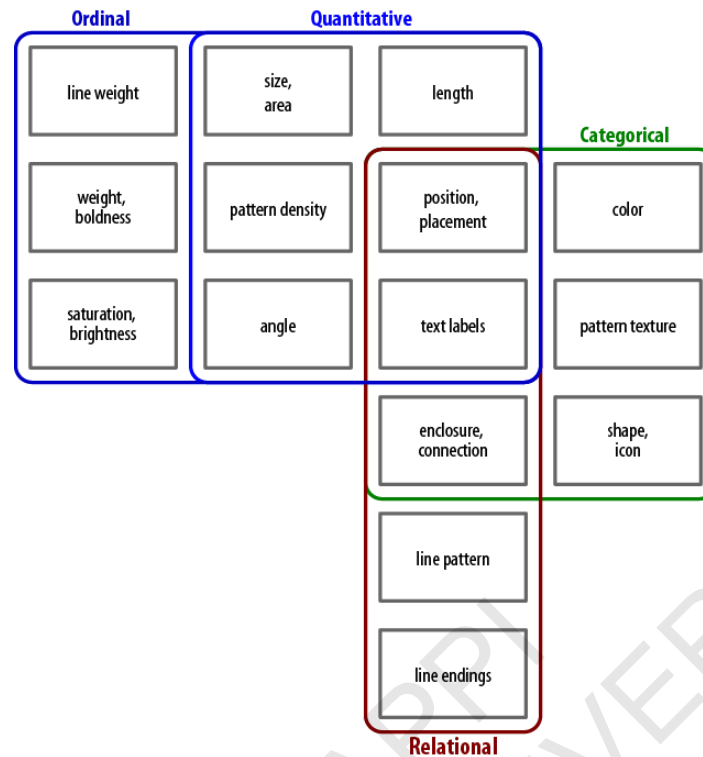 Ordinal
Quantitative
line weight
size,
area
length
Categorical
weight,
boldness
pattern density
position,
placement
color
saturation,
brightness
angle
text labels
pattern texture
enclosure,
connection
shape,
icon
line pattern
line endings
Relational